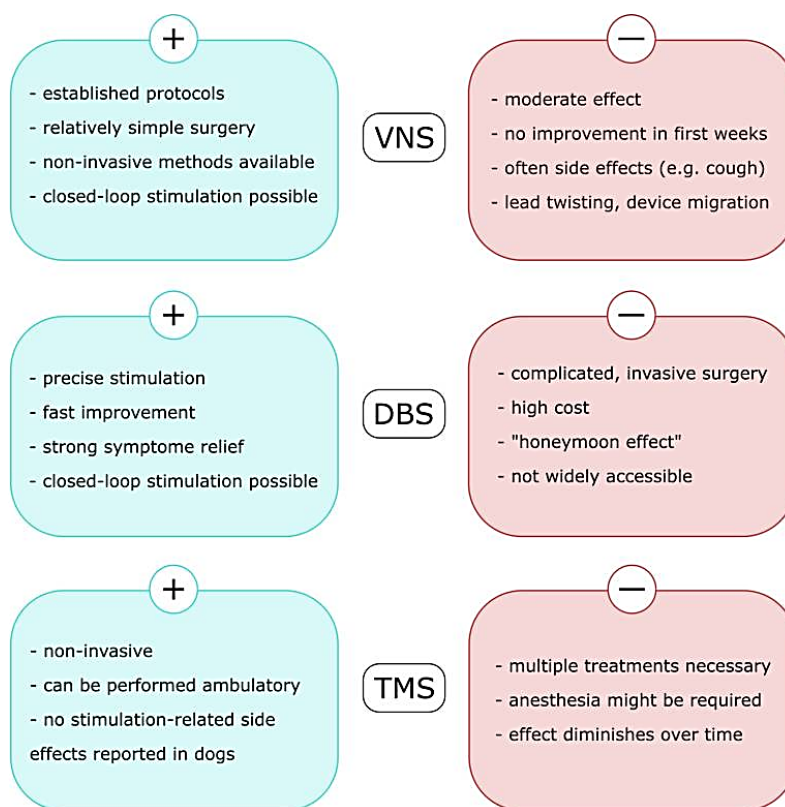 +
- established protocols
- relatively simple surgery
- non-invasive methods available
- closed-loop stimulation possible
VNS
−
- moderate effect
- no improvement in first weeks
- often side effects (e.g. cough)
- lead twisting, device migration
+
- precise stimulation
- fast improvement
- strong symptome relief
- closed-loop stimulation possible
DBS
−
- complicated, invasive surgery
- high cost
- "honeymoon effect"
- not widely accessible
+
- non-invasive
- can be performed ambulatory
- no stimulation-related side
effects reported in dogs
TMS
−
- multiple treatments necessary
- anesthesia might be required
- effect diminishes over time